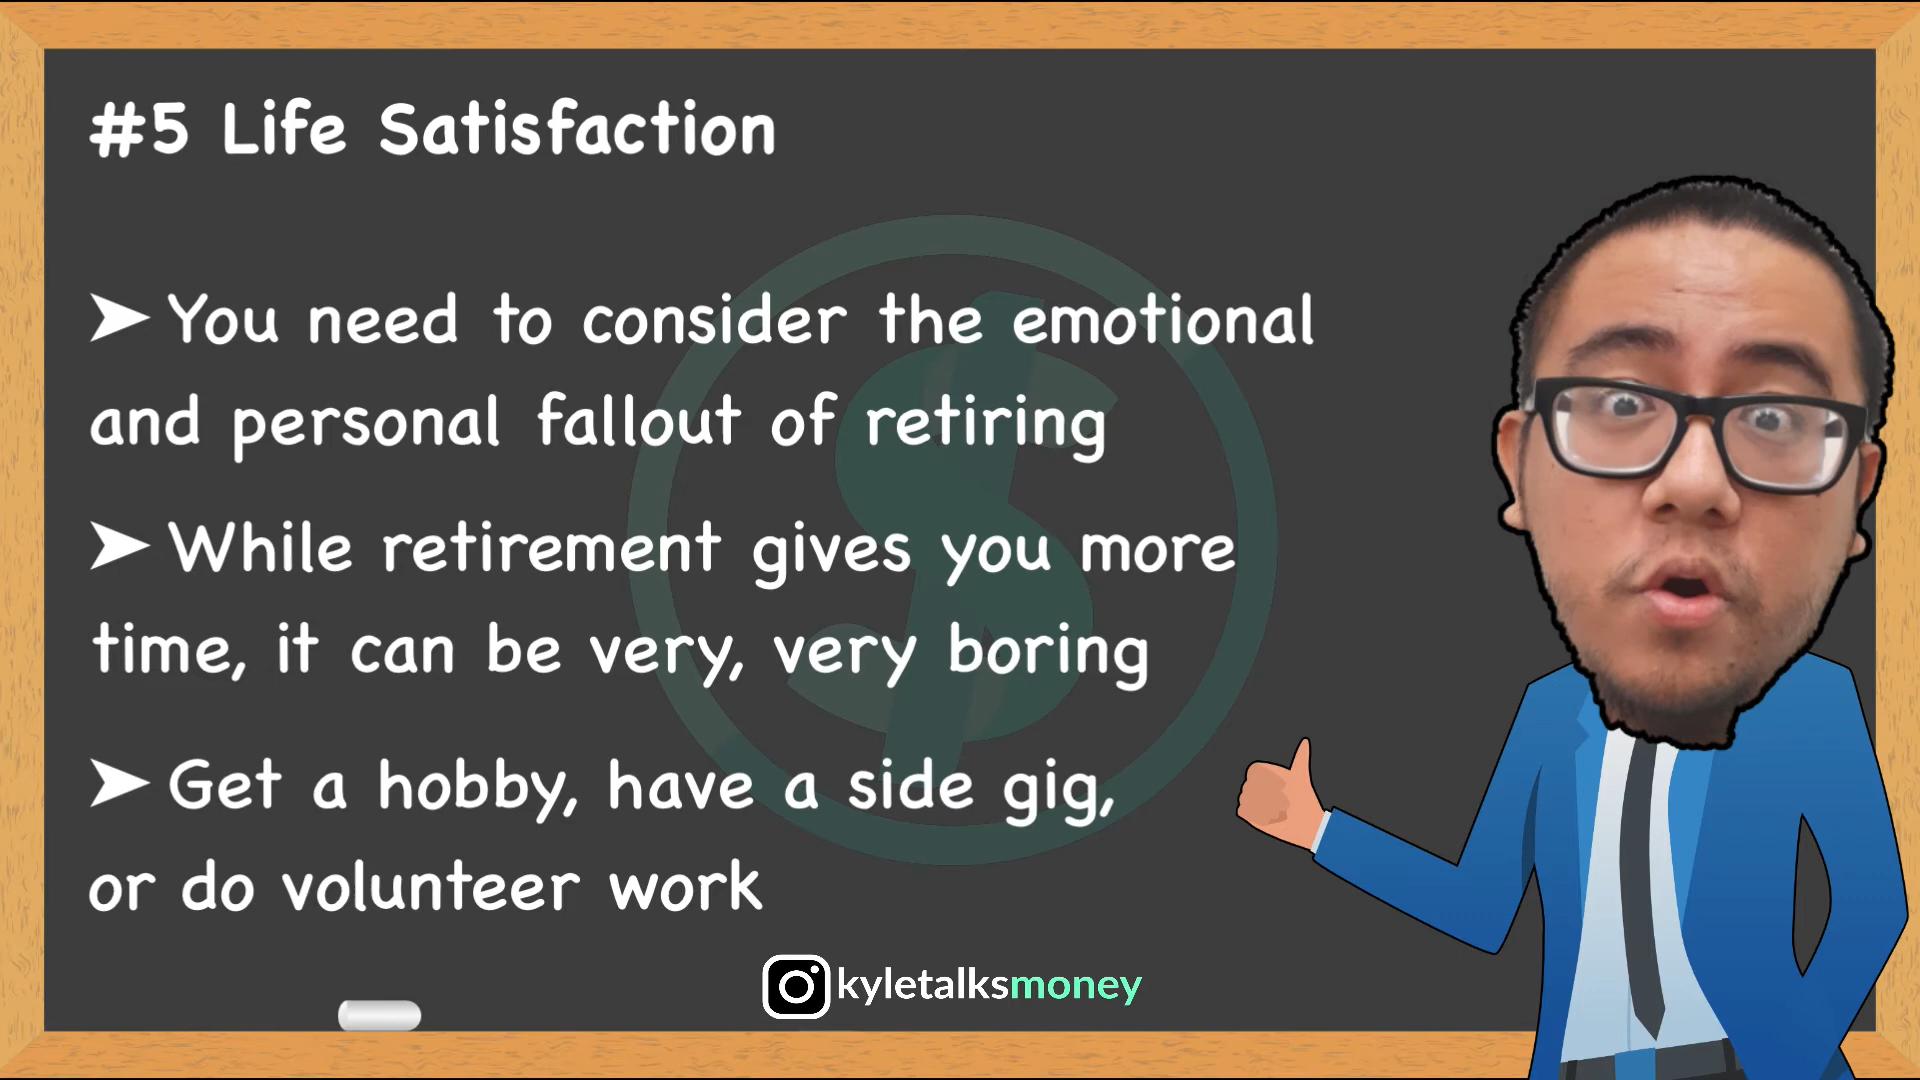 #5 Life Satisfaction
➤ You need to consider the emotional
and personal fallout of retiring
➤ While retirement gives you more
time, it can be very, very boring
➤ Get a hobby, have a side gig,
or do volunteer work
kyletalksmoney